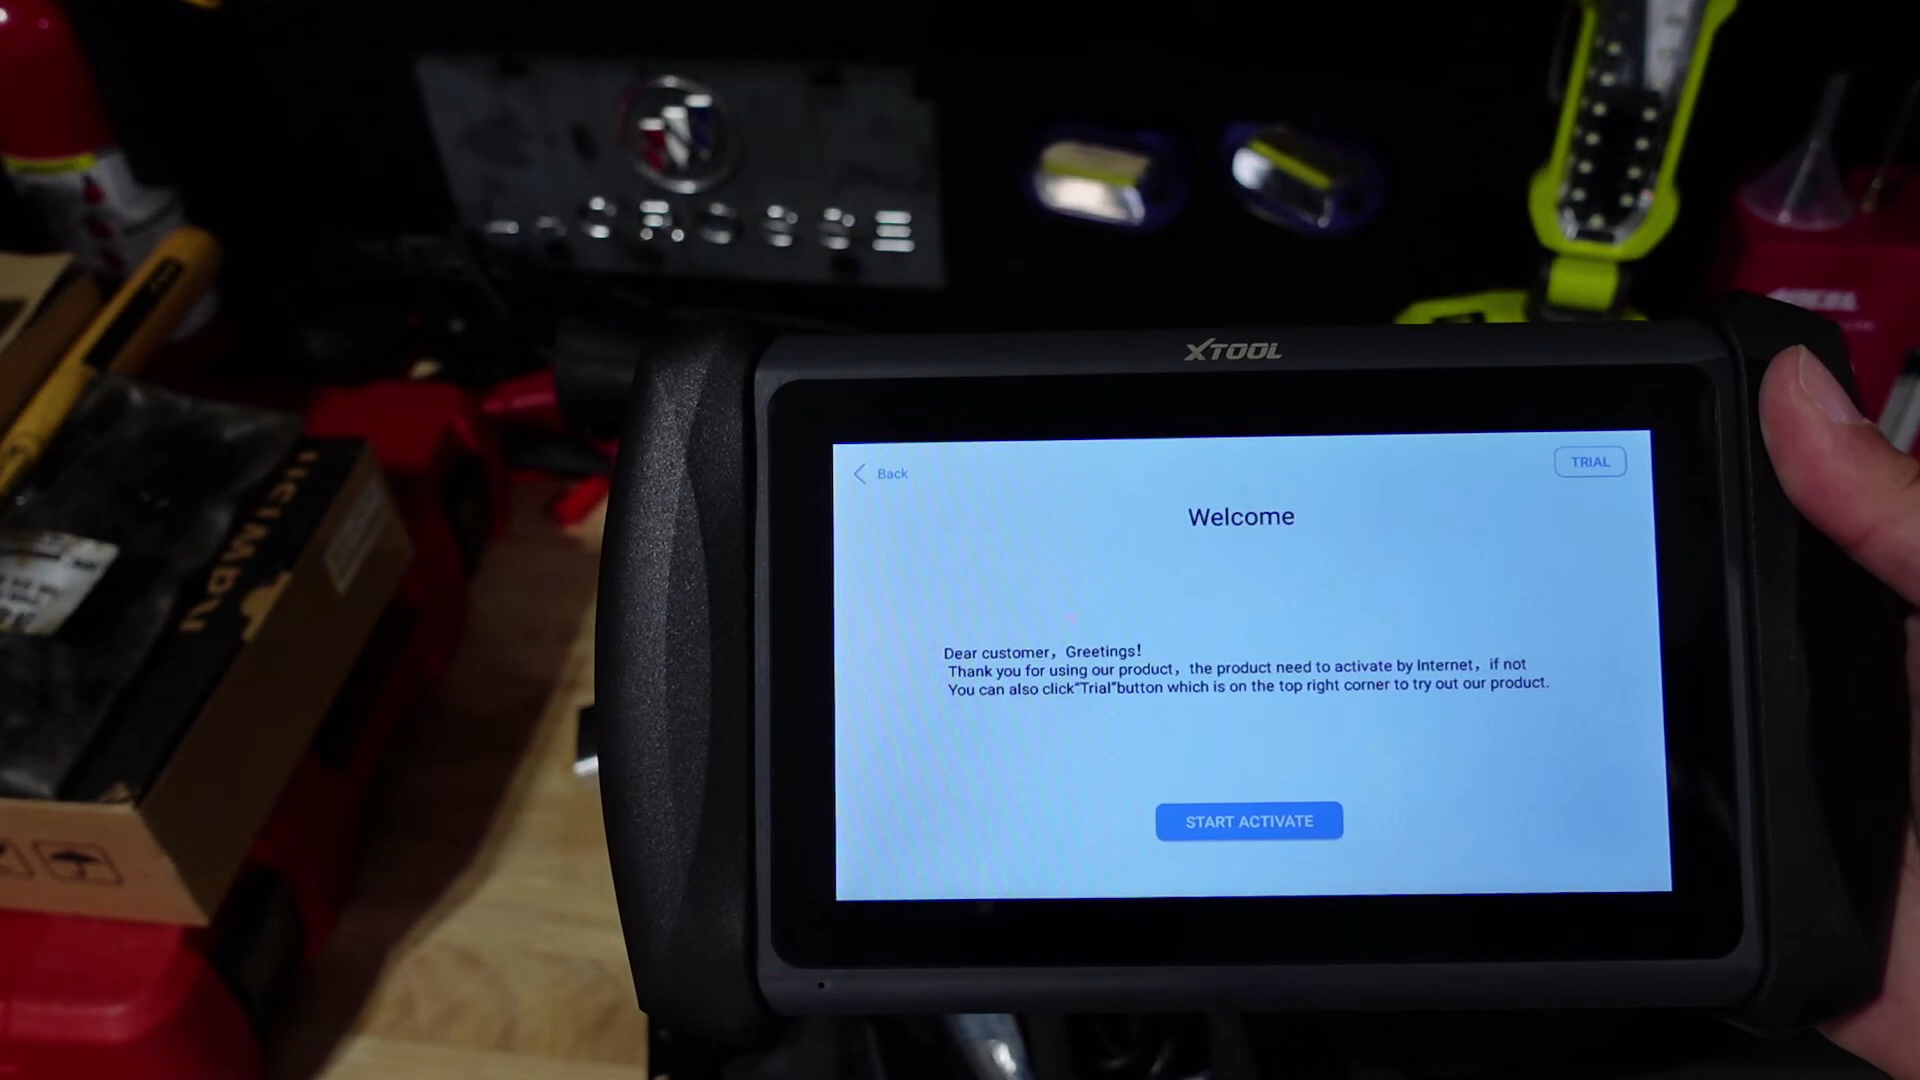 LACROSSE
XTOOL
Back
TRIAL
Welcome
Dear customer，Greetings!
Thank you for using our product，the product need to activate by Internet，if not
You can also click"Trial"button which is on the top right corner to try out our product.
START ACTIVATE